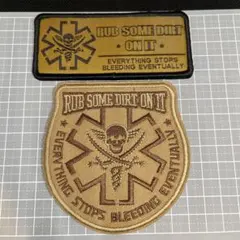 RUB SOME DIRT
· ON IT ·
EVERYTHING STOPS
BLEEDING EVENTUALLY
RUB SOME DIRT ON IT
· EVERYTHING STOPS BLEEDING EVENTUALLY ·